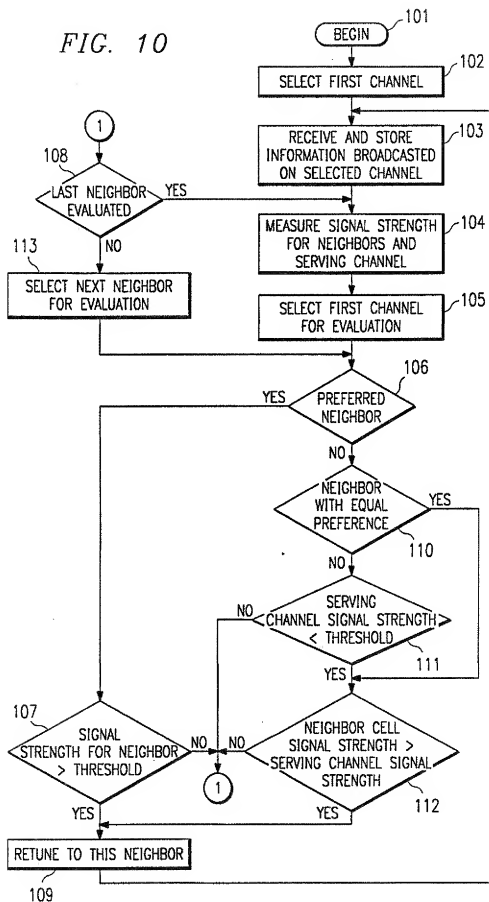 FIG. 10
101
BEGIN
102
SELECT FIRST CHANNEL
103
RECEIVE AND STORE
INFORMATION BROADCASTED
ON SELECTED CHANNEL
1
108
LAST NEIGHBOR
EVALUATED
YES
NO
104
MEASURE SIGNAL STRENGTH
FOR NEIGHBORS AND
SERVING CHANNEL
113
SELECT NEXT NEIGHBOR
FOR EVALUATION
105
SELECT FIRST CHANNEL
FOR EVALUATION
106
PREFERRED
NEIGHBOR
YES
NO
NEIGHBOR
WITH EQUAL
PREFERENCE
YES
110
NO
SERVING
CHANNEL SIGNAL STRENGTH
< THRESHOLD
NO
111
YES
107
SIGNAL
STRENGTH FOR NEIGHBOR
> THRESHOLD
NO
NO
NEIGHBOR CELL
SIGNAL STRENGTH >
SERVING CHANNEL SIGNAL
STRENGTH
1
112
YES
YES
RETUNE TO THIS NEIGHBOR
109